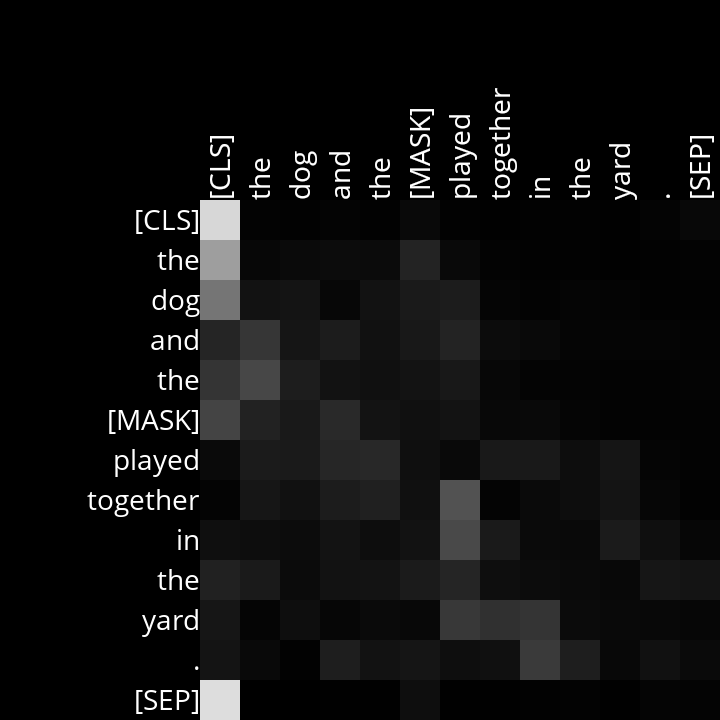 [CLS] the dog and the [MASK] played together in the yard . [SEP]
[CLS]
the
dog
and
the
[MASK]
played
together
in
the
yard
.
[SEP]